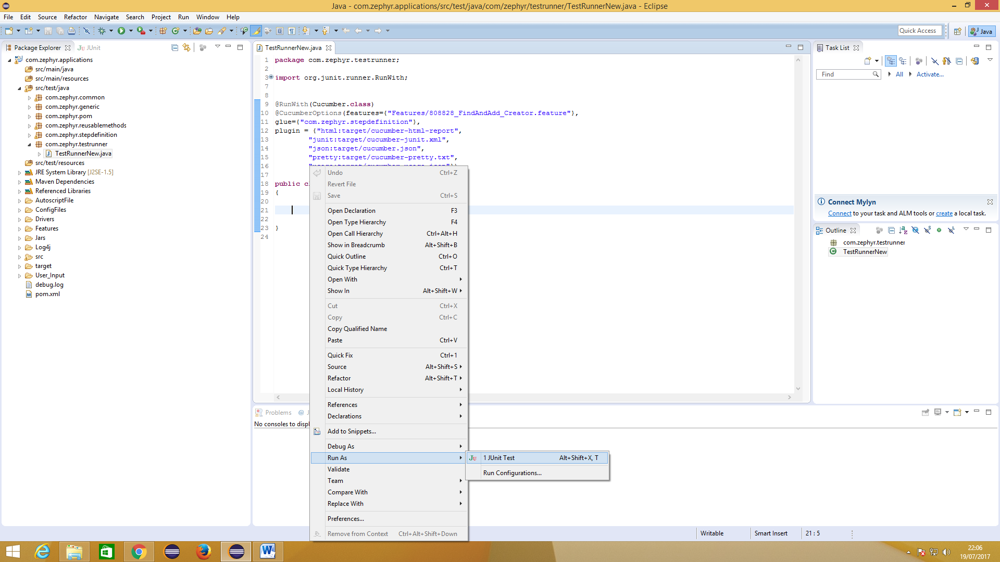 Java - com.zephyr.applications/src/test/java/com/zephyr/testrunner/TestRunnerNew.java - Eclipse
File Edit Source Refactor Navigate Search Project Run Window Help
Quick Access
Java
Package Explorer
JUnit
com.zephyr.applications
src/main/java
src/main/resources
src/test/java
com.zephyr.common
com.zephyr.generic
com.zephyr.pom
com.zephyr.reusablemethods
com.zephyr.stepdefinition
com.zephyr.testrunner
TestRunnerNew.java
src/test/resources
JRE System Library [J2SE-1.5]
Maven Dependencies
Referenced Libraries
AutoscriptFile
ConfigFiles
Drivers
Features
Jars
Log4j
src
target
User_Input
debug.log
pom.xml
TestRunnerNew.java
1 package com.zephyr.testrunner;
2
3 import org.junit.runner.RunWith;
7
8
9 @RunWith(Cucumber.class)
10 @CucumberOptions(features={"Features/808828_FindAndAdd_Creator.feature"},
11 glue={"com.zephyr.stepdefinition"},
12 plugin = {"html:target/cucumber-html-report",
13 "junit:target/cucumber-junit.xml",
14 "json:target/cucumber.json",
15 "pretty:target/cucumber-pretty.txt",
16
17
18 public
19 {
20
21
22
23 }
24
Undo Ctrl+Z
Revert File
Save Ctrl+S
Open Declaration F3
Open Type Hierarchy F4
Open Call Hierarchy Ctrl+Alt+H
Show in Breadcrumb Alt+Shift+B
Quick Outline Ctrl+O
Quick Type Hierarchy Ctrl+T
Open With
Show In Alt+Shift+W
Cut Ctrl+X
Copy Ctrl+C
Copy Qualified Name
Paste Ctrl+V
Quick Fix Ctrl+1
Source Alt+Shift+S
Refactor Alt+Shift+T
Local History
References
Declarations
Add to Snippets...
Debug As
Run As
Validate
Team
Compare With
Replace With
Preferences...
Remove from Context Ctrl+Alt+Shift+Down
1 JUnit Test Alt+Shift+X, T
Run Configurations...
Problems @ J
No consoles to displ
Task List
Find
All
Activate...
Connect Mylyn
Connect to your task and ALM tools or create a local task.
Outline
com.zephyr.testrunner
TestRunnerNew
Writable
Smart Insert
21 : 5
22:06
19/07/2017